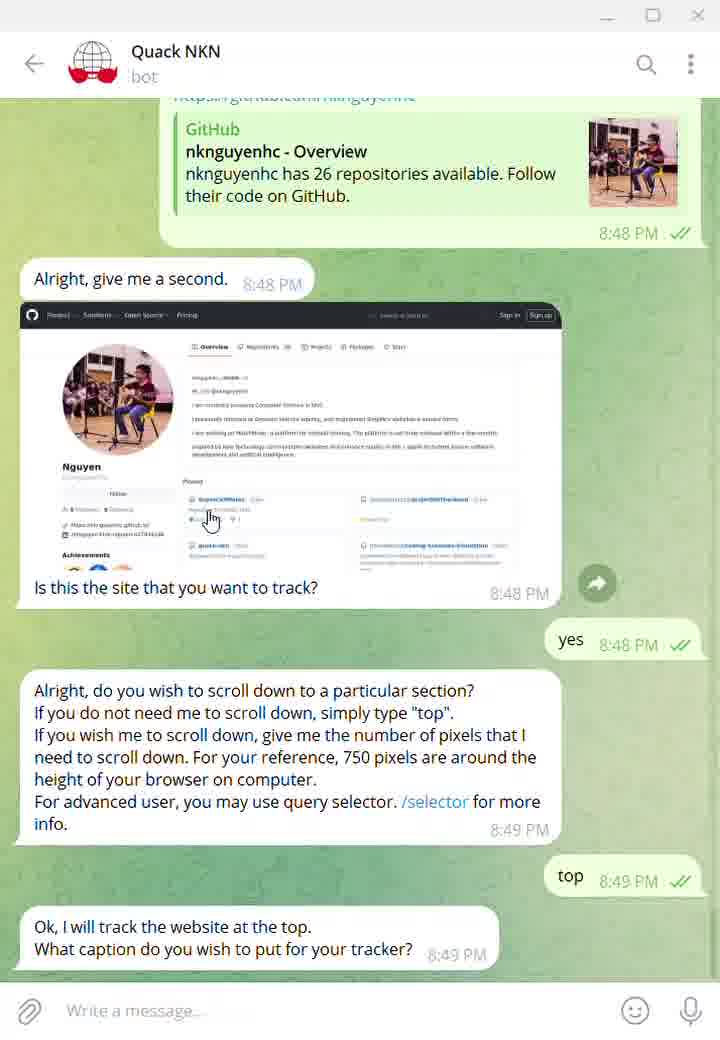 Quack NKN
bot
GitHub
nknguyenhc - Overview
nknguyenhc has 26 repositories available. Follow
their code on GitHub.
8:48 PM
Alright, give me a second.
8:48 PM
Product
Solutions
Open Source
Pricing
Sign in
Sign up
Overview
Repositories
Projects
Packages
Stars
Nguyen
Follow
Pinned
Achievements
Is this the site that you want to track?
8:48 PM
yes
8:48 PM
Alright, do you wish to scroll down to a particular section?
If you do not need me to scroll down, simply type "top".
If you wish me to scroll down, give me the number of pixels that I
need to scroll down. For your reference, 750 pixels are around the
height of your browser on computer.
For advanced user, you may use query selector. /selector for more
info.
8:49 PM
top
8:49 PM
Ok, I will track the website at the top.
What caption do you wish to put for your tracker?
8:49 PM
Write a message...